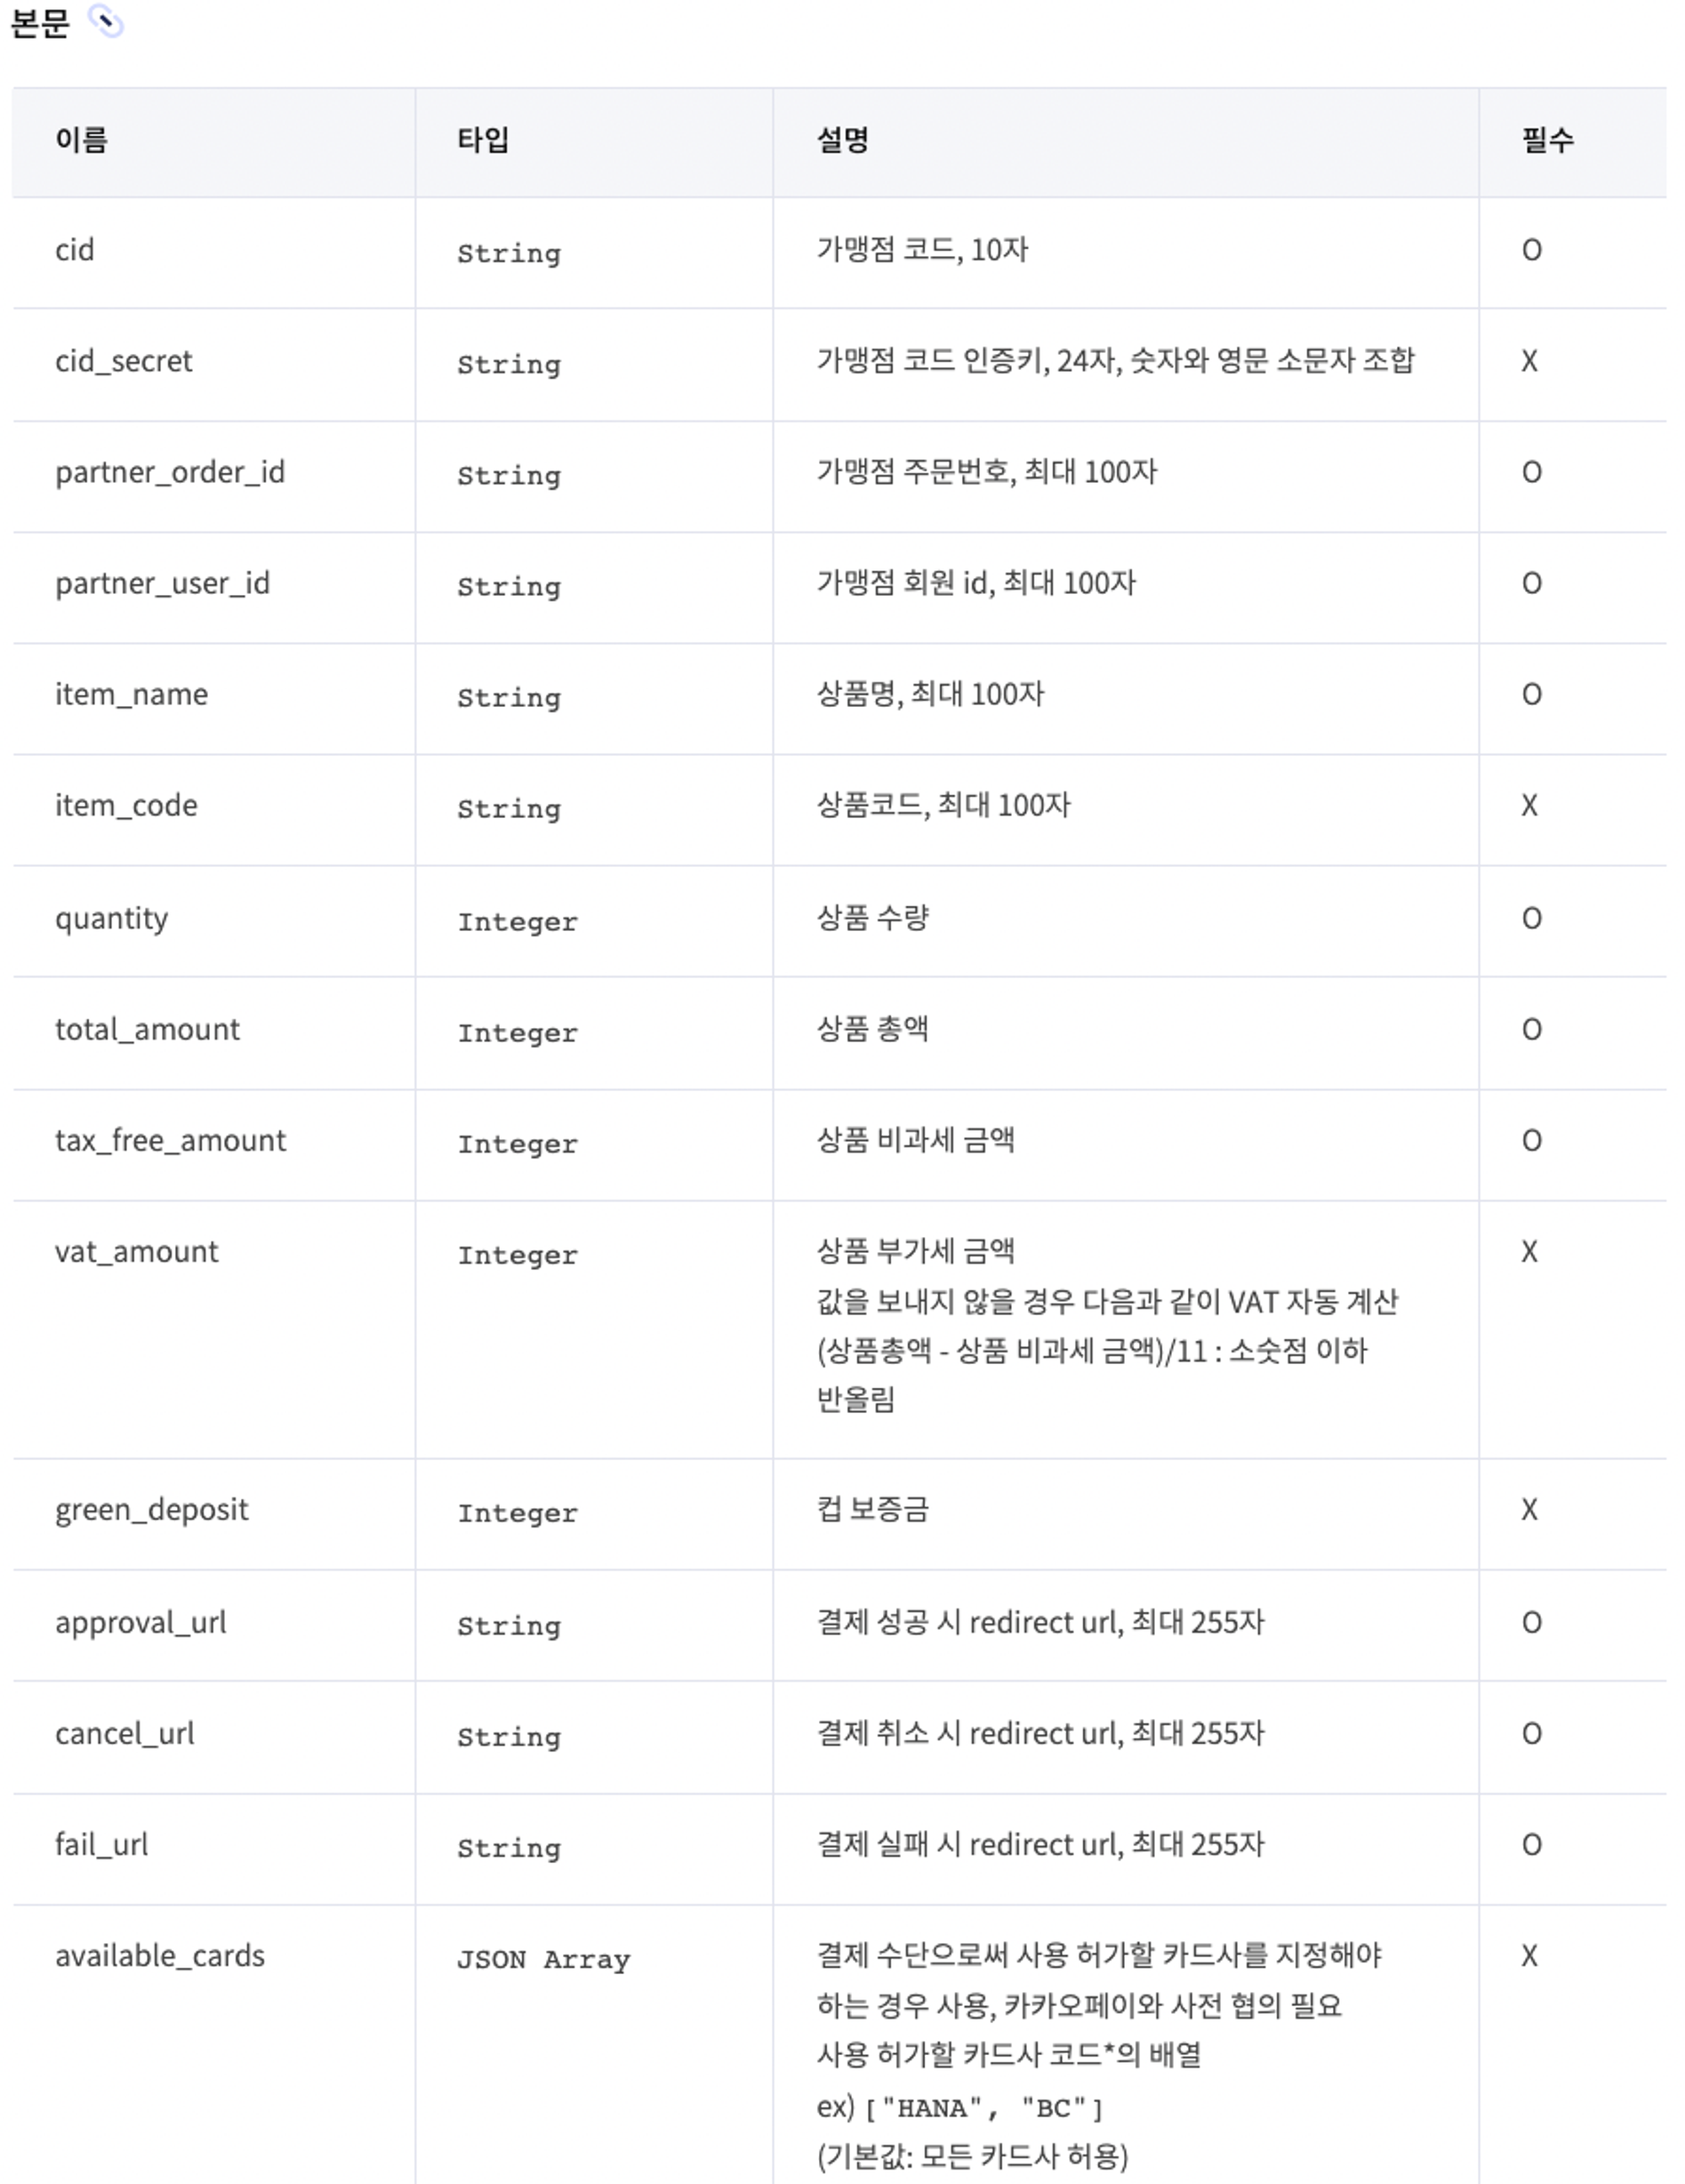 본문
이름 타입 설명 필수
cid String 가맹점 코드, 10자 O
cid_secret String 가맹점 코드 인증키, 24자, 숫자와 영문 소문자 조합 X
partner_order_id String 가맹점 주문번호, 최대 100자 O
partner_user_id String 가맹점 회원 id, 최대 100자 O
item_name String 상품명, 최대 100자 O
item_code String 상품코드, 최대 100자 X
quantity Integer 상품 수량 O
total_amount Integer 상품 총액 O
tax_free_amount Integer 상품 비과세 금액 O
vat_amount Integer 상품 부가세 금액 X
값을 보내지 않을 경우 다음과 같이 VAT 자동 계산
(상품총액 - 상품 비과세 금액)/11 : 소숫점 이하
반올림
green_deposit Integer 컵 보증금 X
approval_url String 결제 성공 시 redirect url, 최대 255자 O
cancel_url String 결제 취소 시 redirect url, 최대 255자 O
fail_url String 결제 실패 시 redirect url, 최대 255자 O
available_cards JSON Array 결제 수단으로써 사용 허가할 카드사를 지정해야 X
하는 경우 사용, 카카오페이와 사전 협의 필요
사용 허가할 카드사 코드*의 배열
ex) ["HANA", "BC"]
(기본값: 모든 카드사 허용)